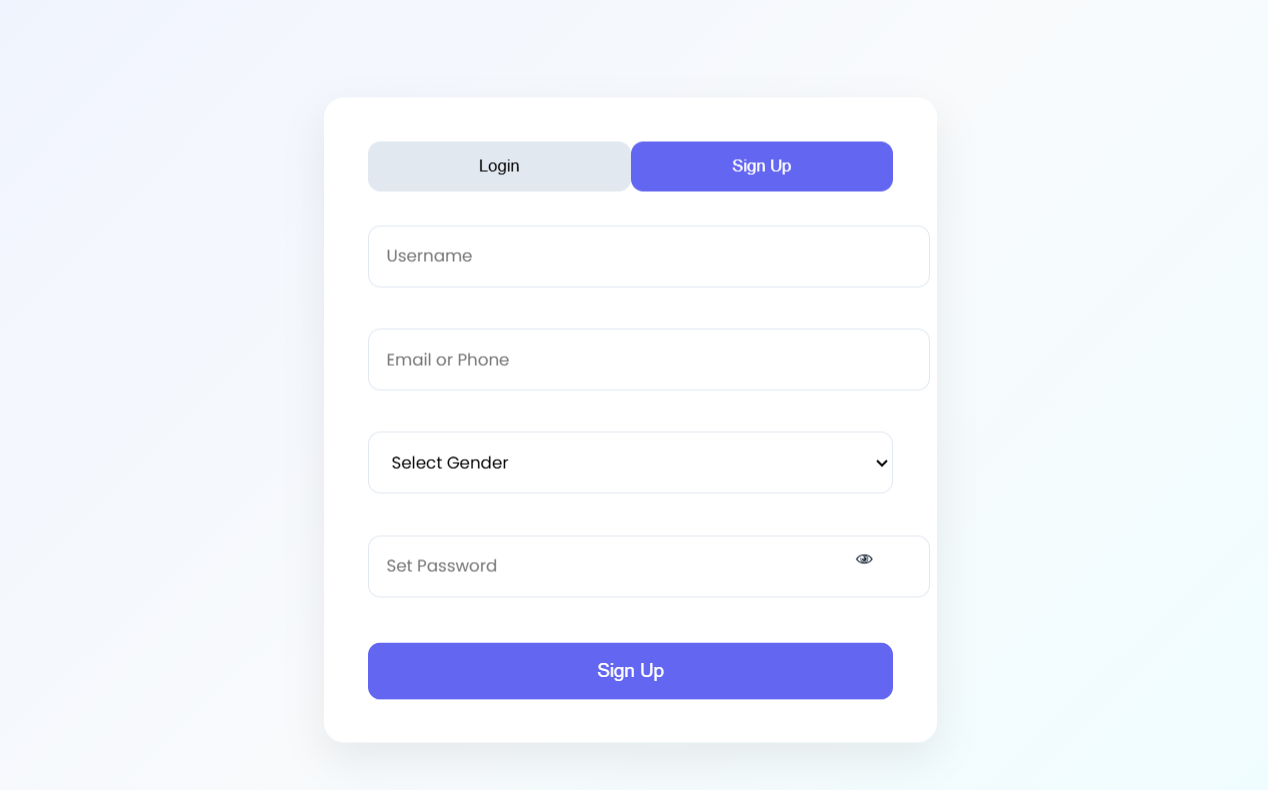 Login
Sign Up
Username
Email or Phone
Select Gender
Set Password
Sign Up